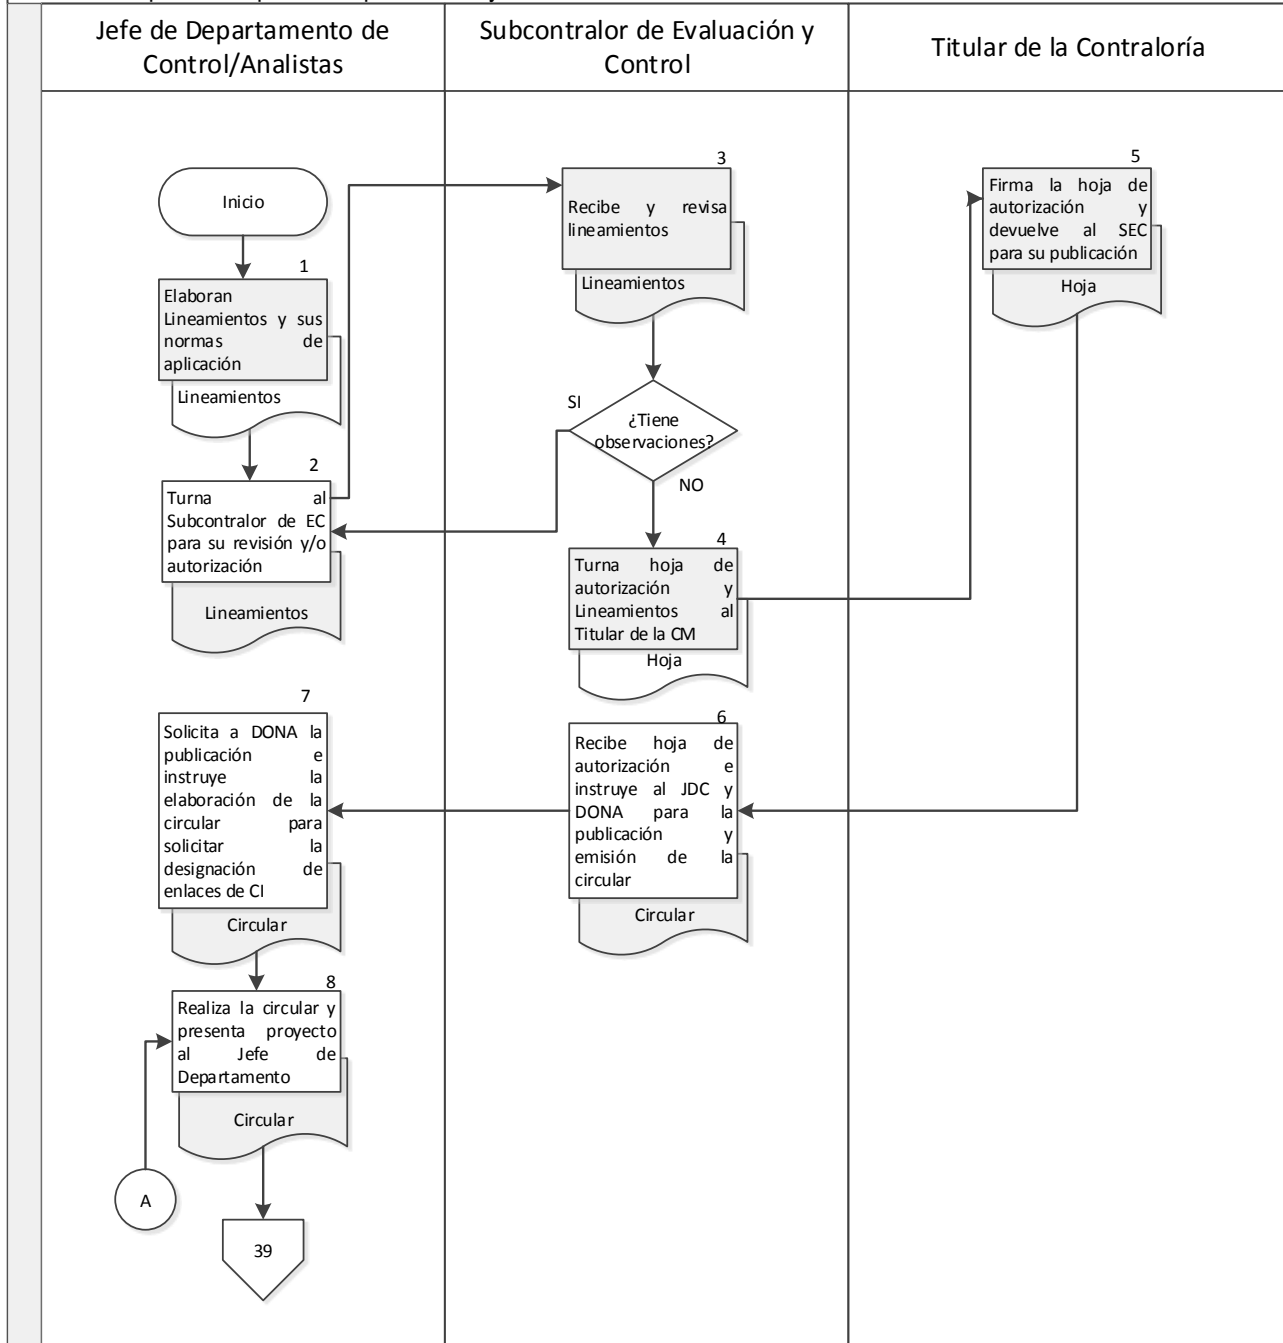 Jefe de Departamento de
Control/Analistas
Subcontralor de Evaluación y
Control
Titular de la Contraloría
Inicio
1
Elaboran
Lineamientos y sus
normas de
aplicación
Lineamientos
2
Turna al
Subcontralor de EC
para su revisión y/o
autorización
Lineamientos
3
Recibe y revisa
lineamientos
Lineamientos
SI
¿Tiene
observaciones?
NO
4
Turna hoja de
autorización y
Lineamientos al
Titular de la CM
Hoja
5
Firma la hoja de
autorización y
devuelve al SEC
para su publicación
Hoja
6
Recibe hoja de
autorización e
instruye al JDC y
DONA para la
publicación y
emisión de la
circular
Circular
7
Solicita a DONA la
publicación e
instruye la
elaboración de la
circular para
solicitar la
designación de
enlaces de CI
Circular
8
Realiza la circular y
presenta proyecto
al Jefe de
Departamento
Circular
A
39